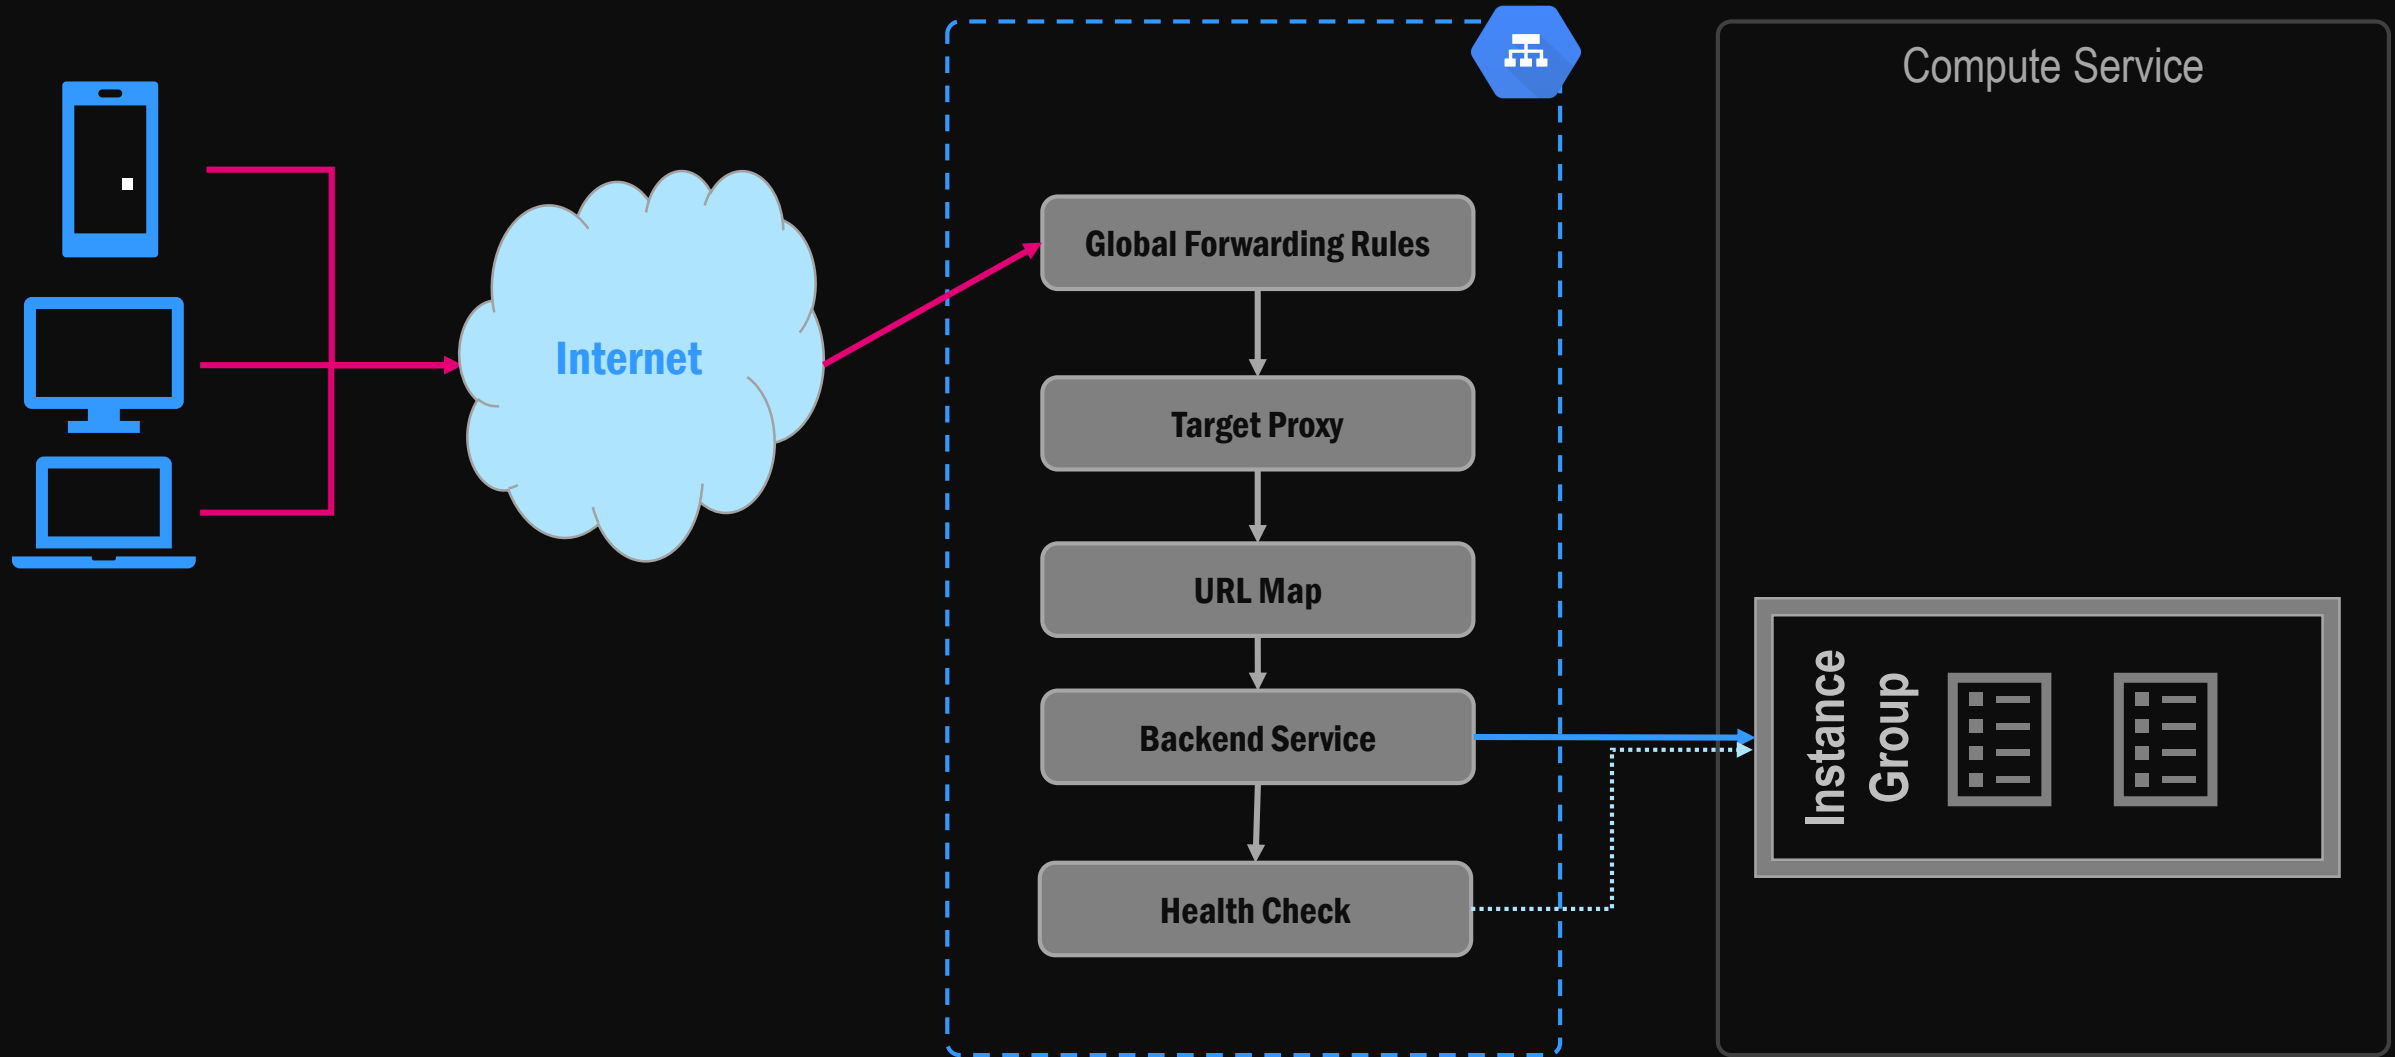 Compute Service
Global Forwarding Rules
Internet
Target Proxy
URL Map
Backend Service
Instance
Group
Health Check